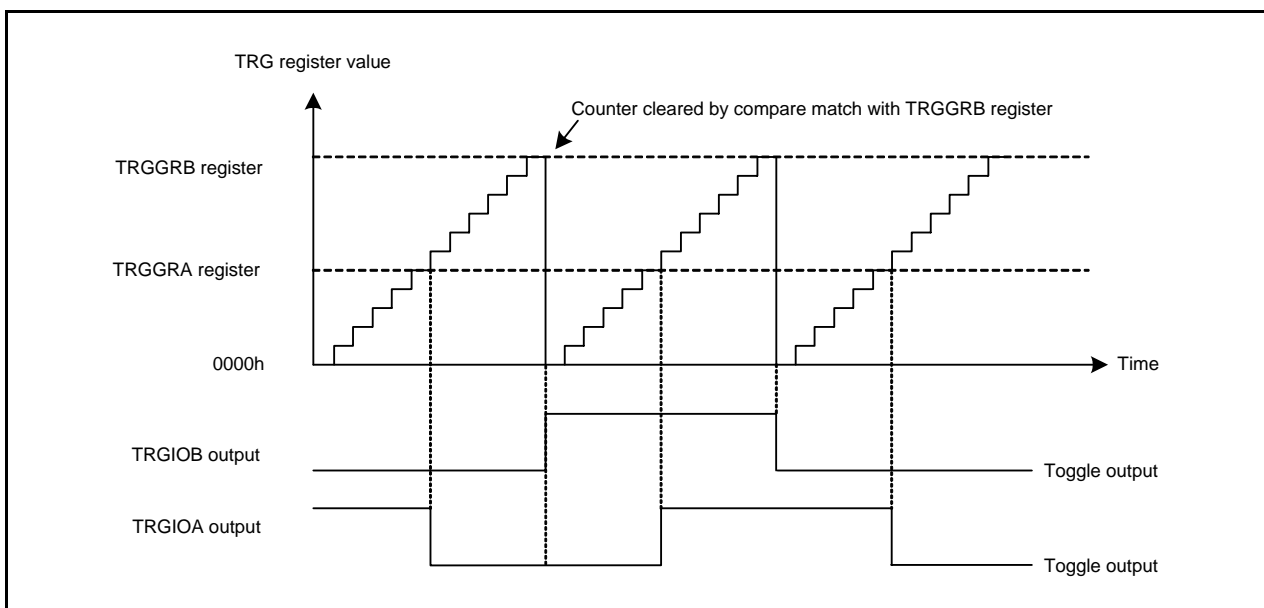 TRG register value
Counter cleared by compare match with TRGGRB register
TRGGRB register
TRGGRA register
0000h
Time
TRGIOB output
Toggle output
TRGIOA output
Toggle output